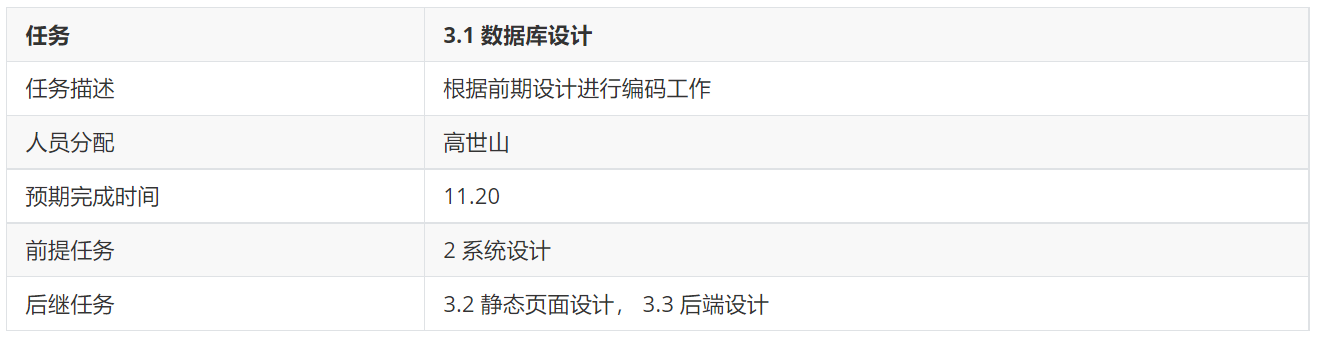 任务 3.1 数据库设计
任务描述 根据前期设计进行编码工作
人员分配 高世山
预期完成时间 11.20
前提任务 2 系统设计
后继任务 3.2 静态页面设计， 3.3 后端设计